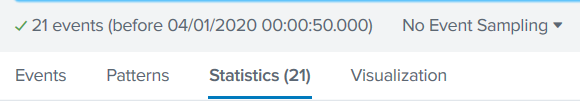 21 events (before 04/01/2020 00:00:50.000) No Event Sampling
Events Patterns Statistics (21) Visualization